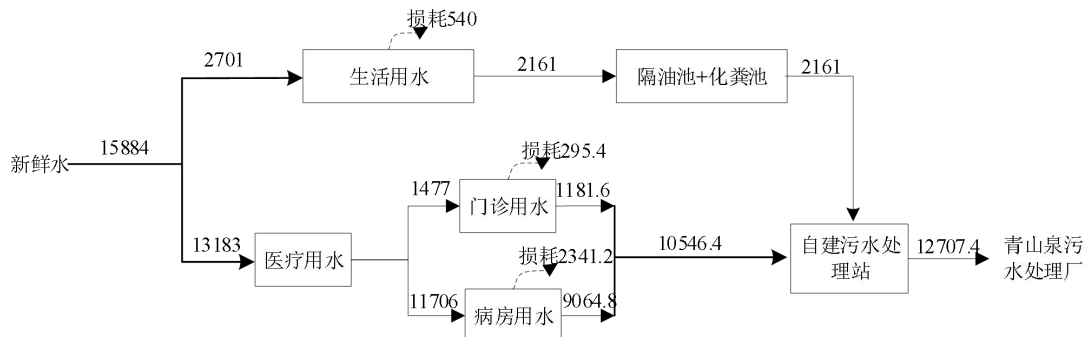 损耗540
2701
生活用水
2161
隔油池+化粪池
2161
15884
新鲜水
损耗295.4
1477
门诊用水
1181.6
13183
医疗用水
10546.4
自建污水处
理站
12707.4
青山泉污
水处理厂
损耗2341.2
11706
病房用水
9064.8